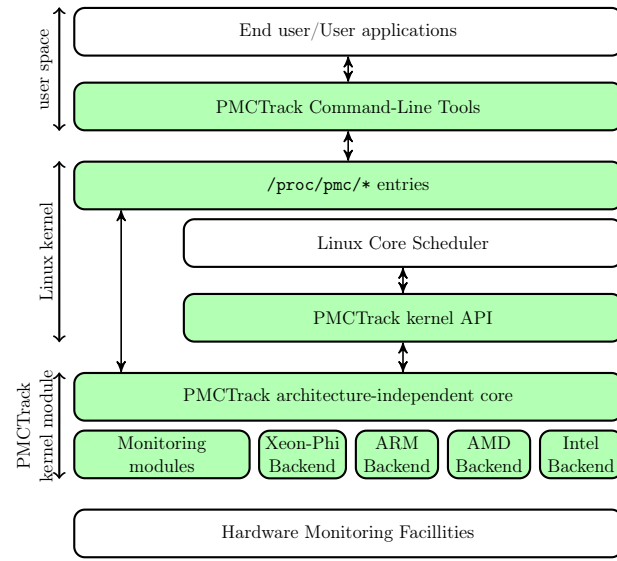 End user/User applications
user space
PMCTrack Command-Line Tools
/proc/pmc/* entries
Linux kernel
Linux Core Scheduler
PMCTrack kernel API
PMCTrack
kernel module
PMCTrack architecture-independent core
Monitoring
modules
Xeon-Phi
Backend
ARM
Backend
AMD
Backend
Intel
Backend
Hardware Monitoring Facillities